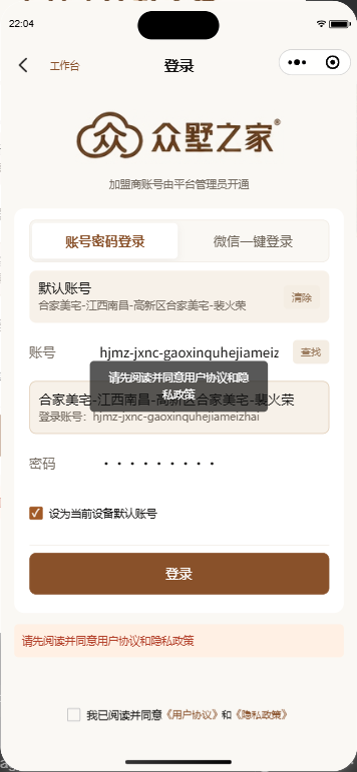 22:04
工作台
登录
众墅之家®
加盟商账号由平台管理员开通
账号密码登录
微信一键登录
默认账号
合家美宅-江西南昌-高新区合家美宅-裴火荣
清除
账号
hjmz-jxnc-gaoxinquhejiameiz
查找
请先阅读并同意用户协议和隐
私政策
合家美宅-江西南昌-高新区合家美宅-裴火荣
登录账号: hjmz-jxnc-gaoxinquhejiameizhai
密码
设为当前设备默认账号
登录
请先阅读并同意用户协议和隐私政策
我已阅读并同意《用户协议》和《隐私政策》